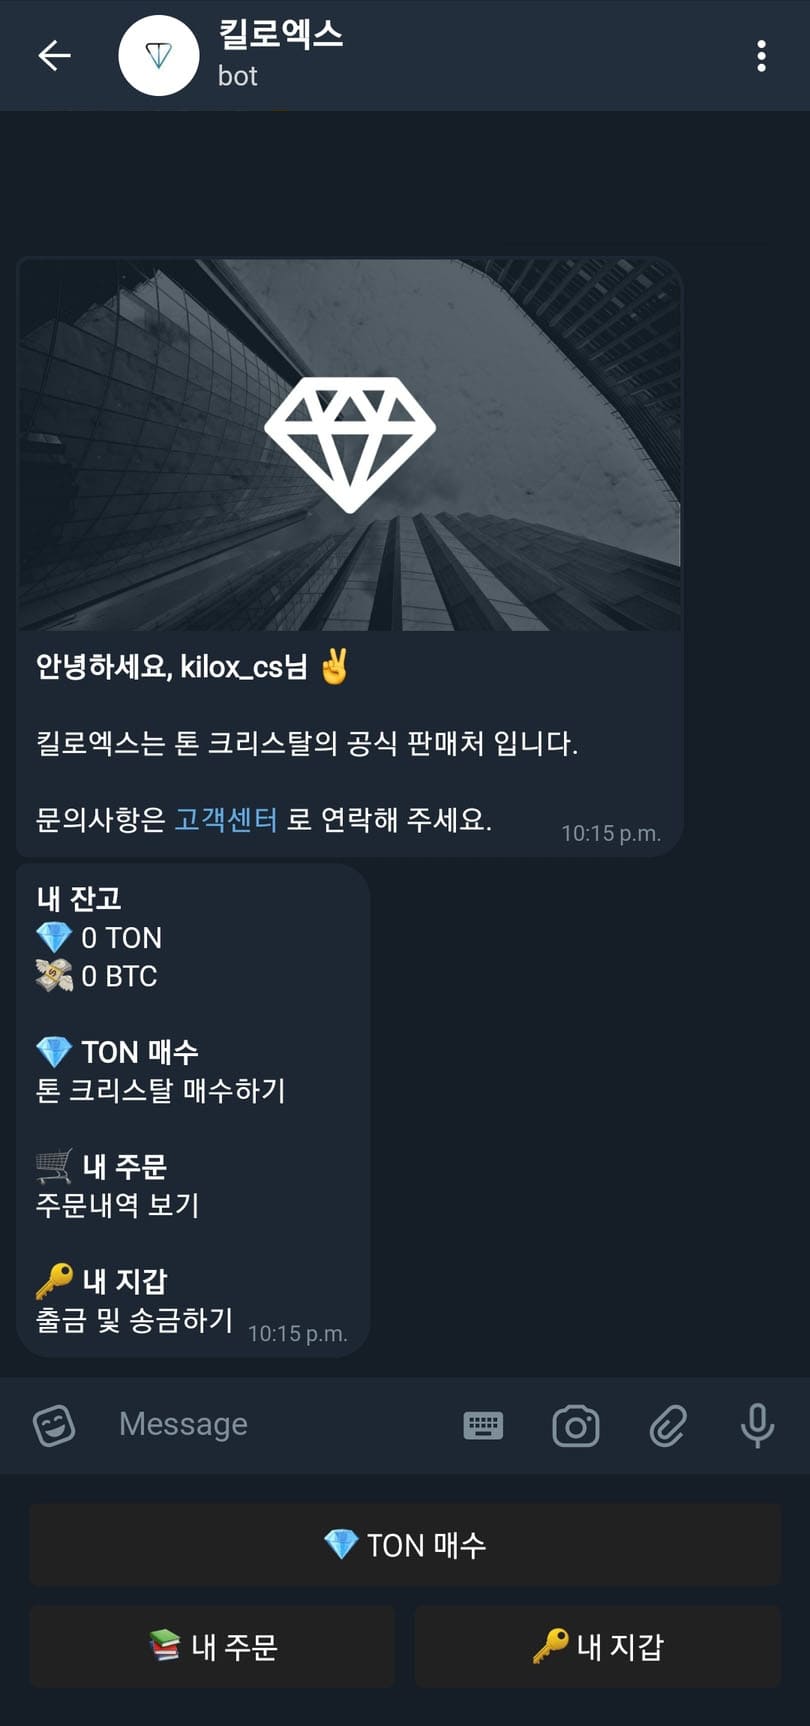 킬로엑스
bot
안녕하세요, kilox_cs님 ✌
킬로엑스는 톤 크리스탈의 공식 판매처 입니다.
문의사항은 고객센터 로 연락해 주세요.
10:15 p.m.
내 잔고
💎 0 TON
💸 0 BTC
💎 TON 매수
톤 크리스탈 매수하기
🛒 내 주문
주문내역 보기
🔑 내 지갑
출금 및 송금하기
10:15 p.m.
Message
💎 TON 매수
📚 내 주문
🔑 내 지갑